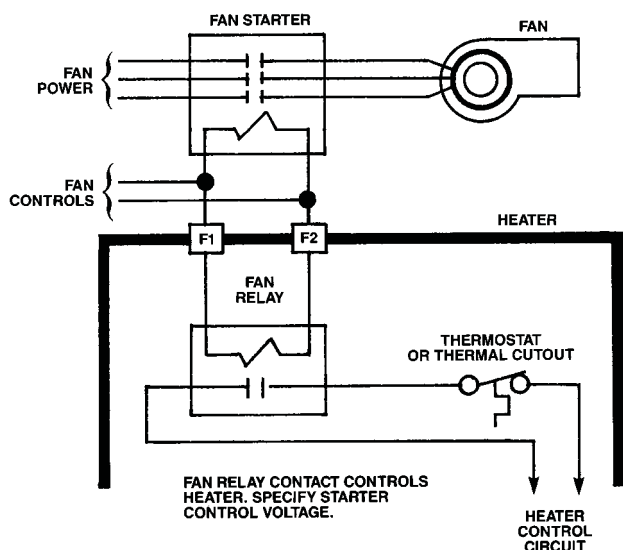 FAN STARTER
FAN
FAN
POWER
FAN
CONTROLS
HEATER
F1
F2
FAN
RELAY
THERMOSTAT
OR THERMAL CUTOUT
FAN RELAY CONTACT CONTROLS
HEATER. SPECIFY STARTER
CONTROL VOLTAGE.
HEATER
CONTROL
CIRCUIT